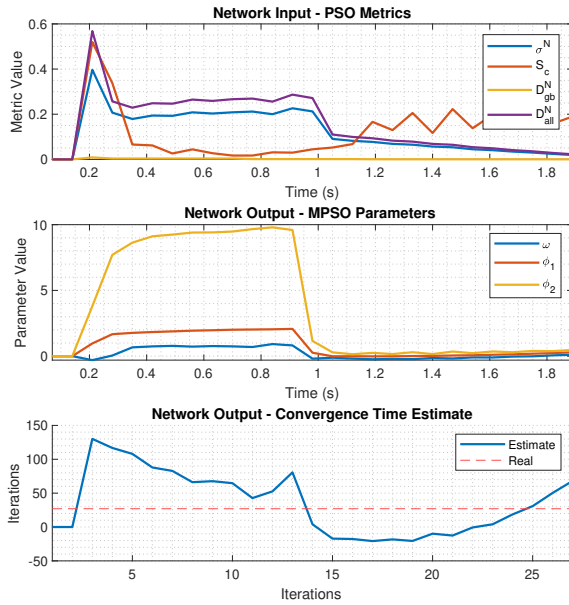 Network Input - PSO Metrics
Metric Value
0.6
0.4
0.2
0
σ^N
S_c
D^N_gb
D^N_all
0.2 0.4 0.6 0.8 1 1.2 1.4 1.6 1.8
Time (s)
Network Output - MPSO Parameters
Parameter Value
10
5
0
ω
ϕ_1
ϕ_2
0.2 0.4 0.6 0.8 1 1.2 1.4 1.6 1.8
Time (s)
Network Output - Convergence Time Estimate
Iterations
150
100
50
0
-50
Estimate
Real
5 10 15 20 25
Iterations